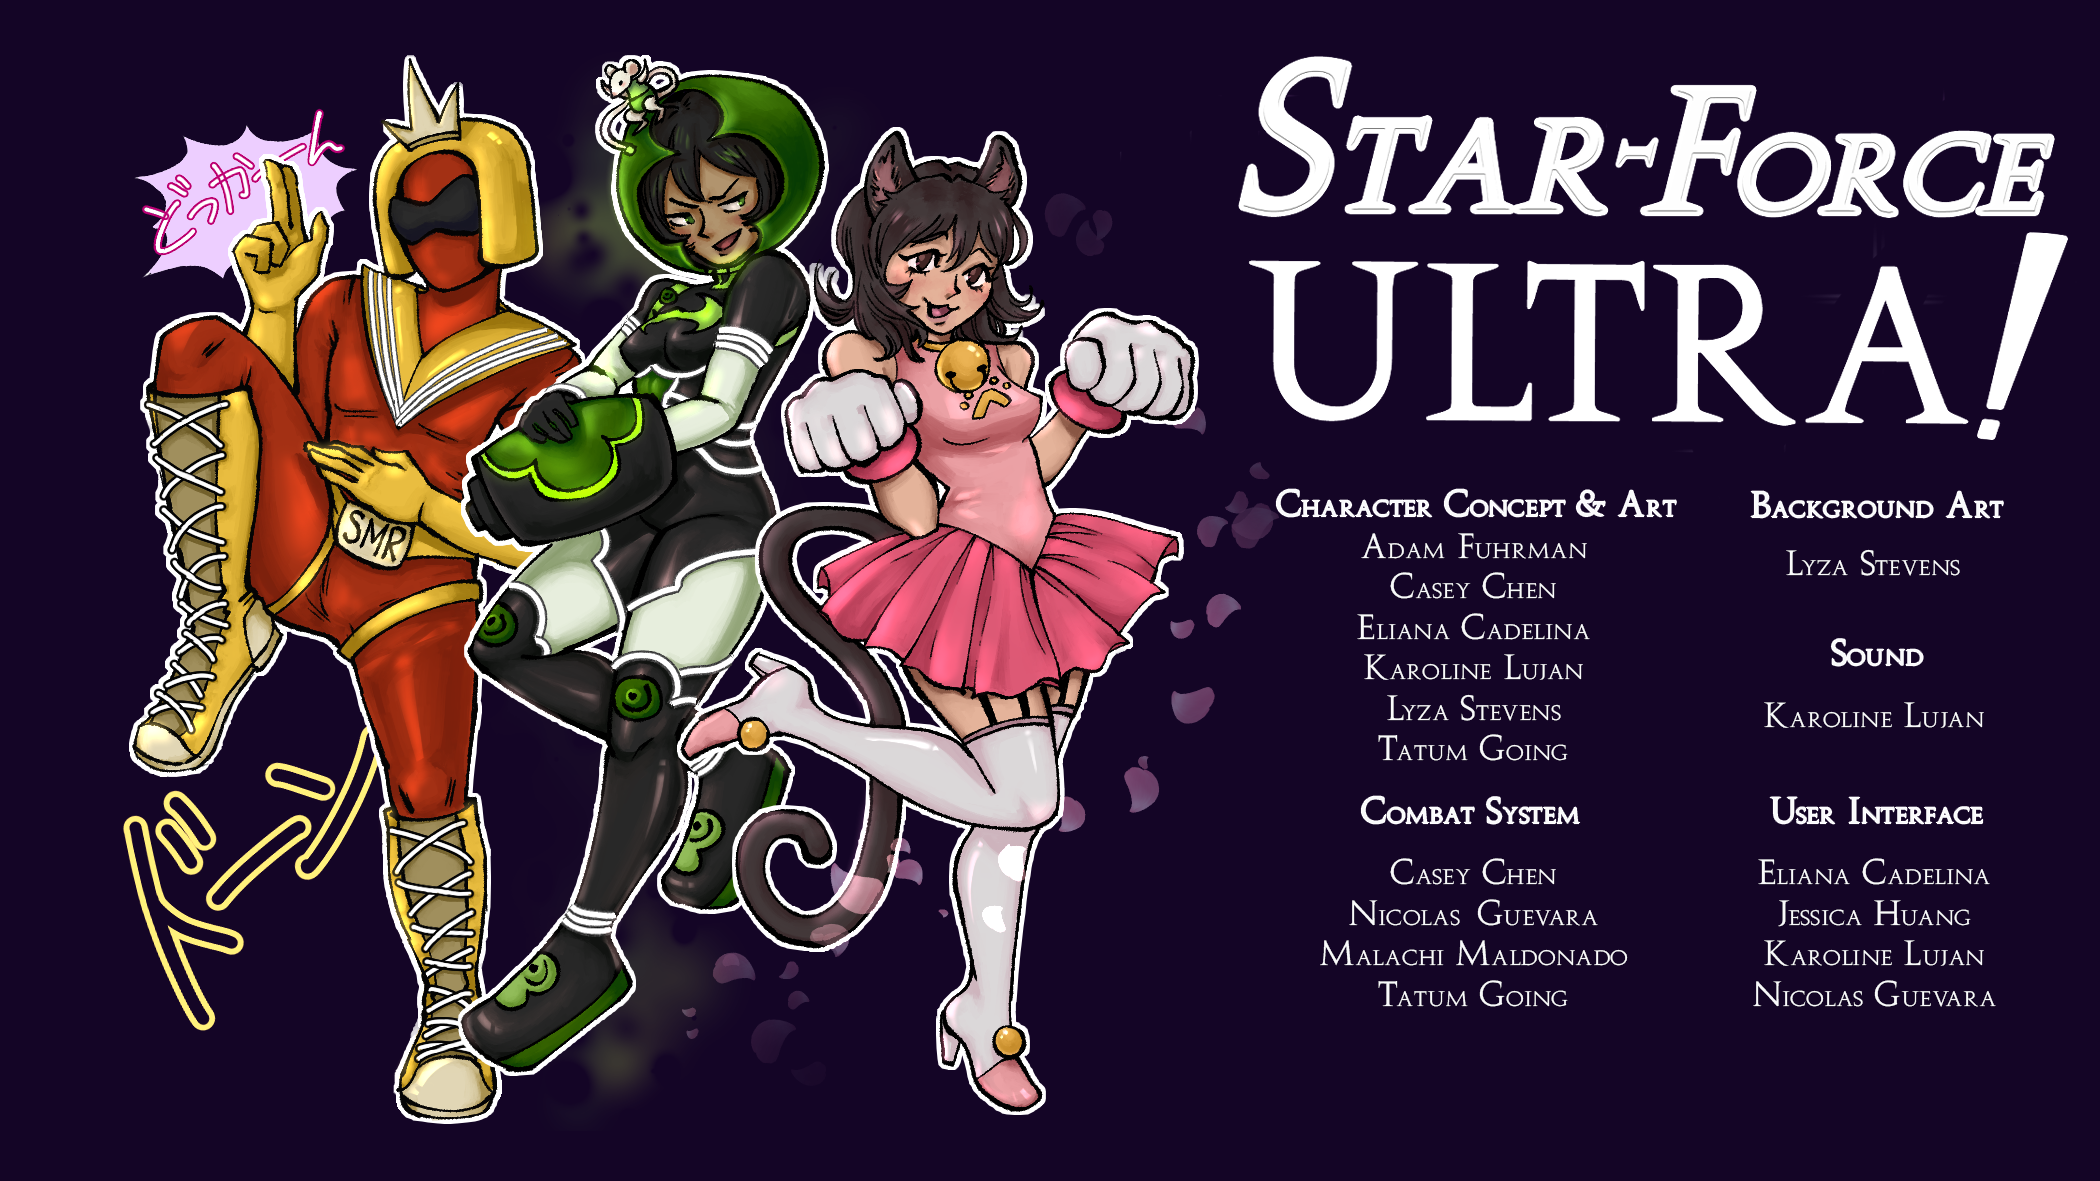 どっかーん
SMR
バーン
STAR-FORCE
ULTRA!
CHARACTER CONCEPT & ART
ADAM FUHRMAN
CASEY CHEN
ELIANA CADELINA
KAROLINE LUJAN
LYZA STEVENS
TATUM GOING
COMBAT SYSTEM
CASEY CHEN
NICOLAS GUEVARA
MALACHI MALDONADO
TATUM GOING
BACKGROUND ART
LYZA STEVENS
SOUND
KAROLINE LUJAN
USER INTERFACE
ELIANA CADELINA
JESSICA HUANG
KAROLINE LUJAN
NICOLAS GUEVARA